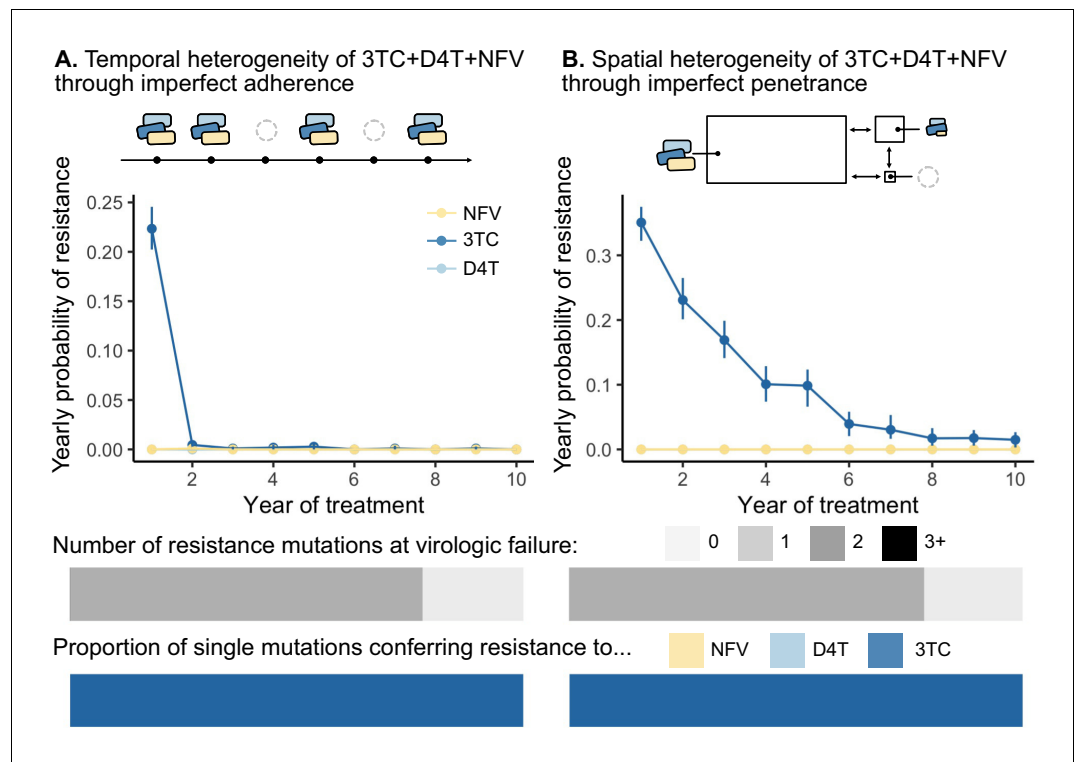 A. Temporal heterogeneity of 3TC+D4T+NFV
through imperfect adherence
Yearly probability of resistance
0.25
0.20
0.15
0.10
0.05
0.00
NFV
3TC
D4T
2
4
6
8
10
Year of treatment
B. Spatial heterogeneity of 3TC+D4T+NFV
through imperfect penetrance
Yearly probability of resistance
0.3
0.2
0.1
0.0
2
4
6
8
10
Year of treatment
Number of resistance mutations at virologic failure:
0
1
2
3+
Proportion of single mutations conferring resistance to...
NFV
D4T
3TC